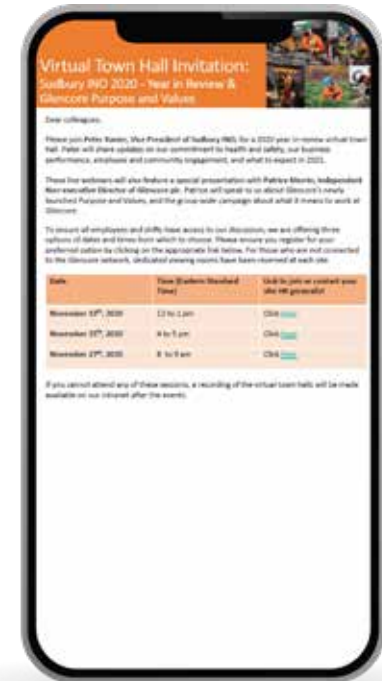 Virtual Town Hall Invitation:
Sudbury INO 2020 - Year in Review &
Glencore Purpose and Values
Dear colleagues,
Please join Peter Xavier, Vice-President of Sudbury INO, for a 2020 year in review virtual town
hall. Peter will share updates on our commitment to health and safety, our business
performance, employee and community engagement, and what to expect in 2021.
These live webinars will also feature a special presentation with Patrice Merrin, Independent
Non-executive Director of Glencore plc. Patrice will speak to us about Glencore's newly
launched Purpose and Values, and the group-wide campaign about what it means to work at
Glencore.
To ensure all employees and shifts have access to our discussion, we are offering three
options of dates and times from which to choose. Please ensure you register for your
preferred option by clicking on the appropriate link below. For those who are not connected
to the Glencore network, dedicated viewing rooms have been reserved at each site.
Date Time (Eastern Standard Time) Link to join or contact your site HR generalist
November, 2020 12 to 1 pm Click here
November, 2020 4 to 5 pm Click here
November, 2020 8 to 9 am Click here
If you cannot attend any of these sessions, a recording of the virtual town halls will be made
available on our intranet after the events.